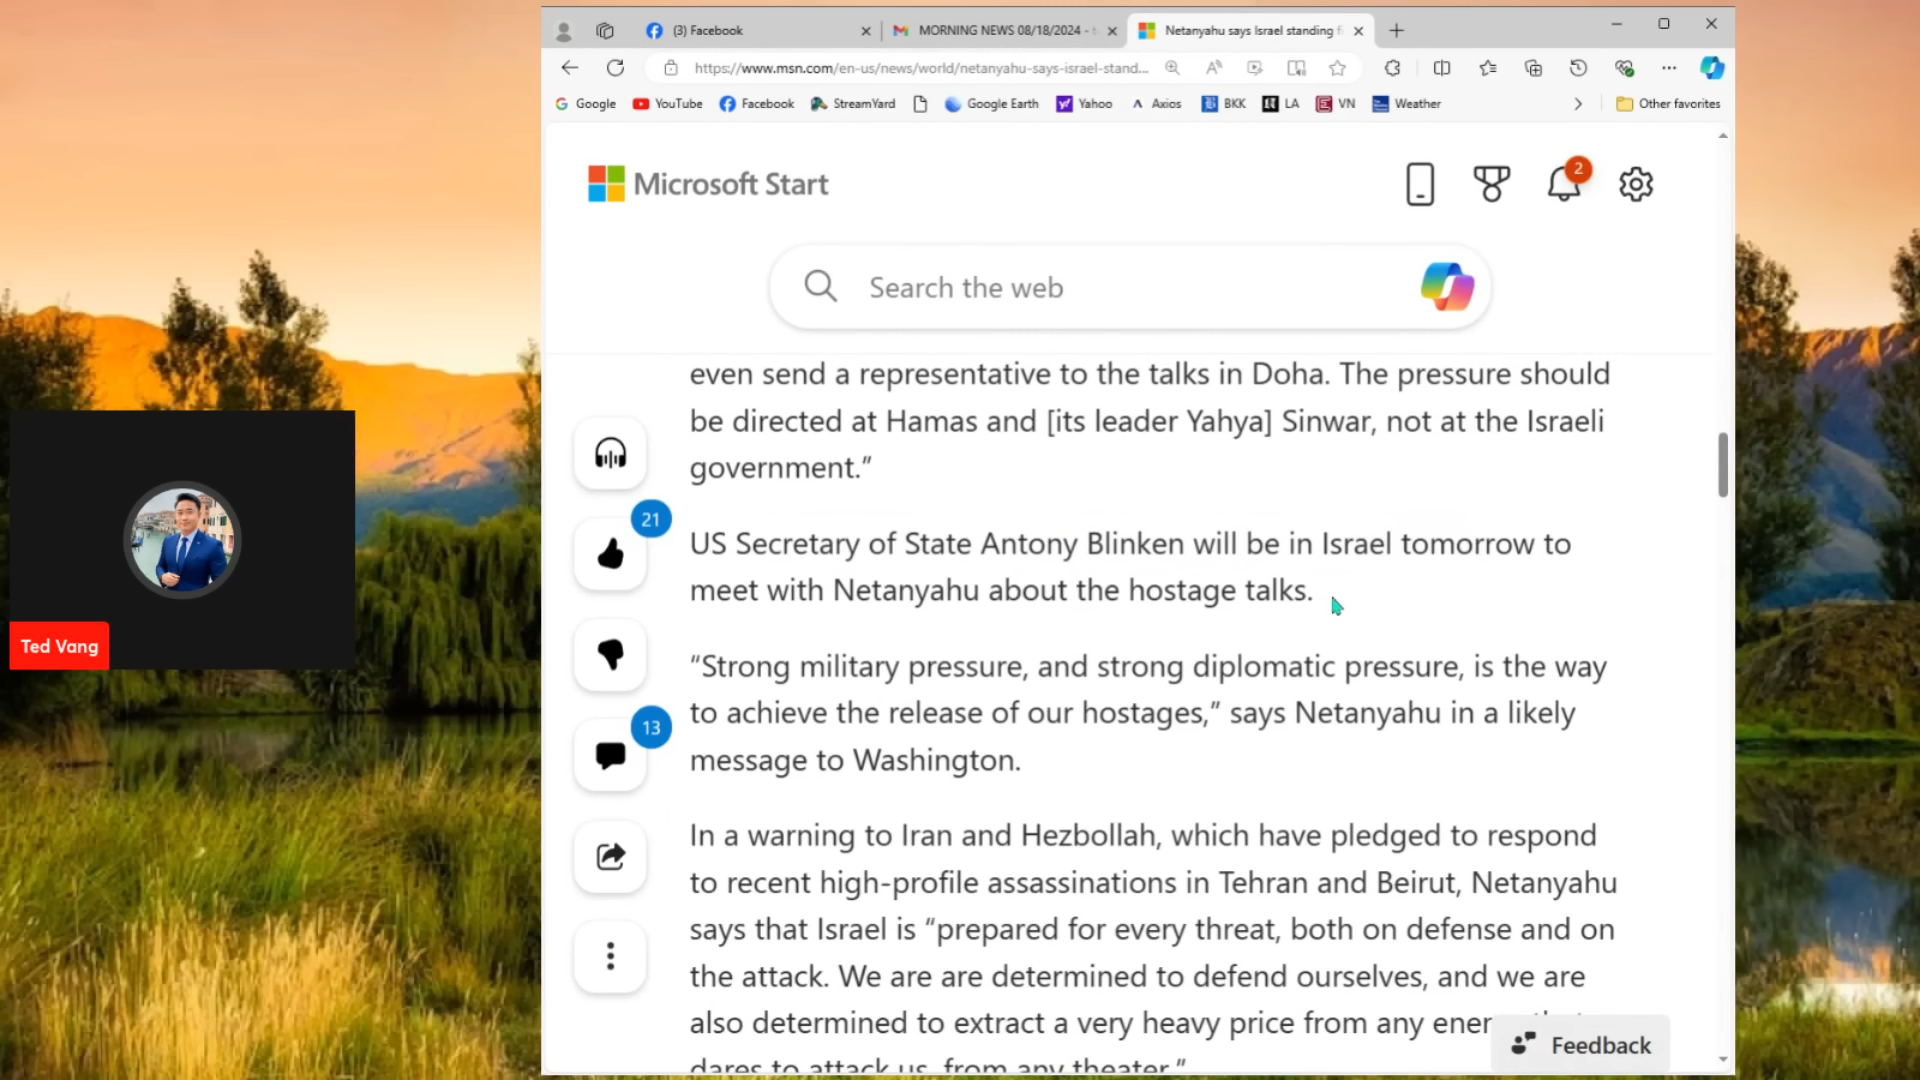 (3) Facebook
MORNING NEWS 08/18/2024 -
Netanyahu says Israel standing
https://www.msn.com/en-us/news/world/netanyahu-says-israel-stand...
Google YouTube Facebook StreamYard Google Earth Yahoo Axios BKK LA VN Weather Other favorites
Microsoft Start
2
Search the web
even send a representative to the talks in Doha. The pressure should
be directed at Hamas and [its leader Yahya] Sinwar, not at the Israeli
government.”
21
US Secretary of State Antony Blinken will be in Israel tomorrow to
meet with Netanyahu about the hostage talks.
Ted Vang
“Strong military pressure, and strong diplomatic pressure, is the way
to achieve the release of our hostages,” says Netanyahu in a likely
13
message to Washington.
In a warning to Iran and Hezbollah, which have pledged to respond
to recent high-profile assassinations in Tehran and Beirut, Netanyahu
says that Israel is “prepared for every threat, both on defense and on
the attack. We are are determined to defend ourselves, and we are
also determined to extract a very heavy price from any
dares to attack us, from any theater.”
Feedback